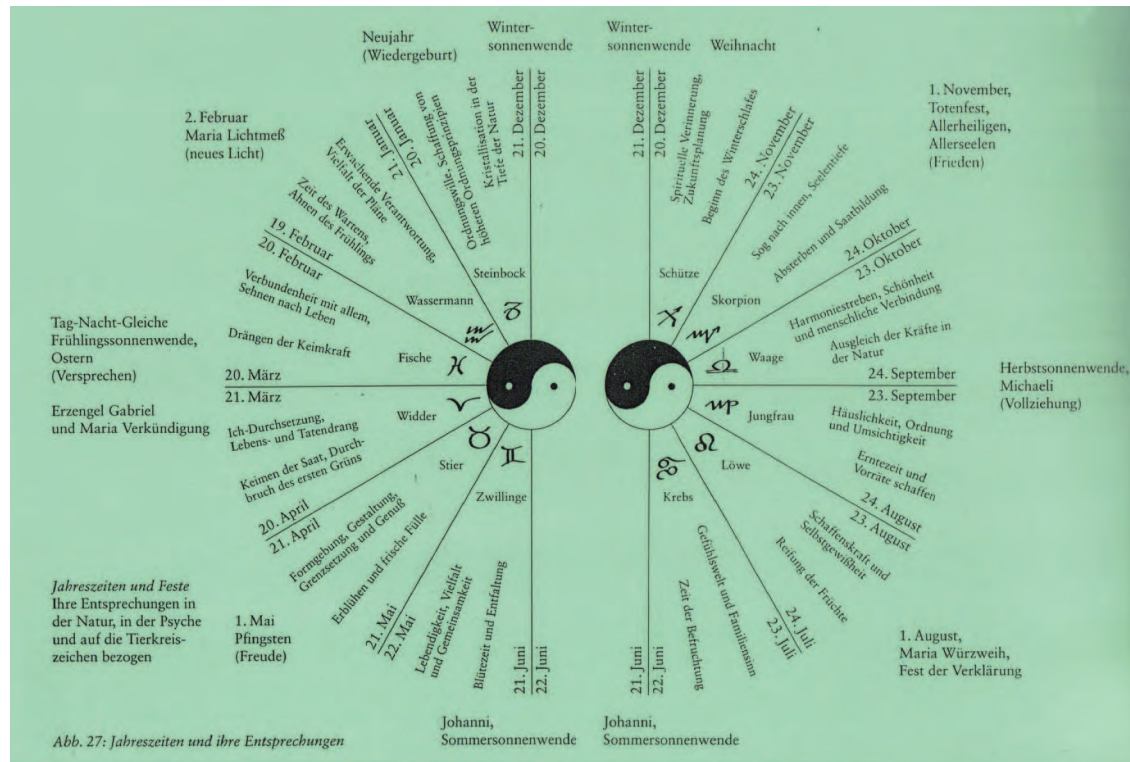 Neujahr
(Wiedergeburt)
Winter-
sonnenwende
Winter-
sonnenwende
Weihnacht
2. Februar
Maria Lichtmeß
(neues Licht)
1. November,
Totenfest,
Allerheiligen,
Allerseelen
(Frieden)
21. Dezember
20. Dezember
21. Dezember
20. Dezember
Kristallisation in der
Tiefe der Natur
Ordnungswille, Schaffung von
höheren Ordnungsprinzipien
Steinbock
20. Januar
21. Januar
Erwachende Verantwortung,
Vielfalt der Pläne
Zeit des Wartens,
Ahnen des Frühlings
Wassermann
19. Februar
20. Februar
Verbundenheit mit allem,
Sehnen nach Leben
Drängen der Keimkraft
Fische
20. März
21. März
Tag-Nacht-Gleiche
Frühlingssonnenwende,
Ostern
(Versprechen)
Erzengel Gabriel
und Maria Verkündigung
Widder
Ich-Durchsetzung,
Lebens- und Tatendrang
Keimen der Saat, Durch-
bruch des ersten Grüns
20. April
21. April
Stier
Formgebung, Gestaltung,
Grenzsetzung und Genuß
Erblühen und frische Fülle
21. Mai
22. Mai
Zwillinge
Lebendigkeit, Vielfalt
und Gemeinsamkeit
Blütezeit und Entfaltung
21. Juni
22. Juni
Spirituelle Verinnerung,
Zukunftsplanung
Beginn des Winterschlafes
Schütze
24. November
23. November
Sog nach innen, Seelentiefe
Absterben und Saatbildung
Skorpion
24. Oktober
23. Oktober
Harmoniestreben, Schönheit
und menschliche Verbindung
Ausgleich der Kräfte in
der Natur
Waage
24. September
23. September
Herbstsonnenwende,
Michaeli
(Vollziehung)
Jungfrau
Häuslichkeit, Ordnung
und Umsichtigkeit
Erntezeit und
Vorräte schaffen
24. August
23. August
Löwe
Schaffenskraft und
Selbstgewißheit
Reifung der Früchte
24. Juli
23. Juli
Krebs
Gefühlswelt und Familiensinn
Zeit der Befruchtung
21. Juni
22. Juni
Jahreszeiten und Feste
Ihre Entsprechungen in
der Natur, in der Psyche
und auf die Tierkreis-
zeichen bezogen
1. Mai
Pfingsten
(Freude)
1. August,
Maria Würzweih,
Fest der Verklärung
Johanni,
Sommersonnenwende
Johanni,
Sommersonnenwende
Abb. 27: Jahreszeiten und ihre Entsprechungen